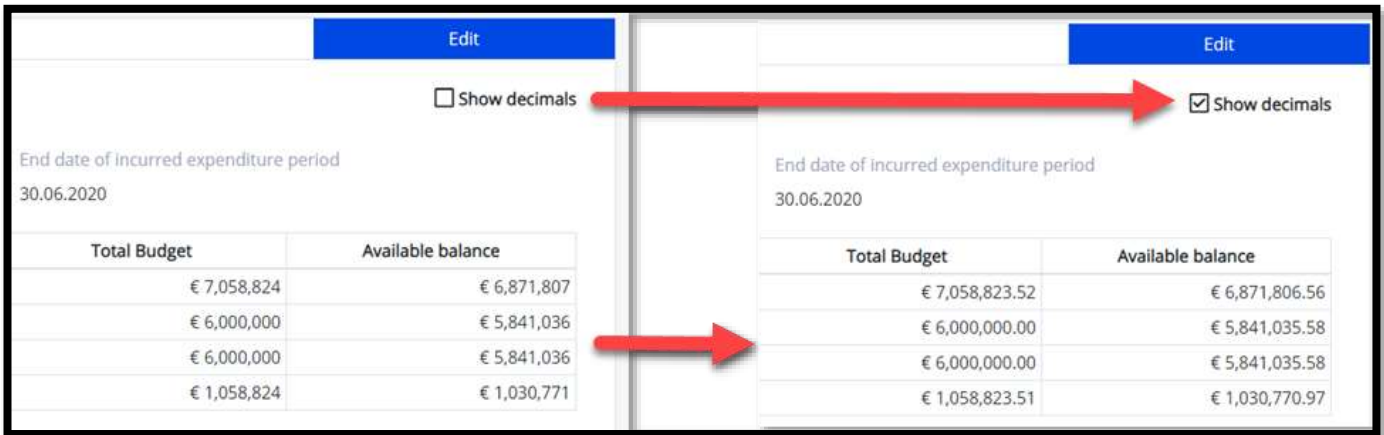 Edit
Show decimals
End date of incurred expenditure period
30.06.2020
Total Budget Available balance
€ 7,058,824 € 6,871,807
€ 6,000,000 € 5,841,036
€ 6,000,000 € 5,841,036
€ 1,058,824 € 1,030,771
Edit
Show decimals
End date of incurred expenditure period
30.06.2020
Total Budget Available balance
€ 7,058,823.52 € 6,871,806.56
€ 6,000,000.00 € 5,841,035.58
€ 6,000,000.00 € 5,841,035.58
€ 1,058,823.51 € 1,030,770.97